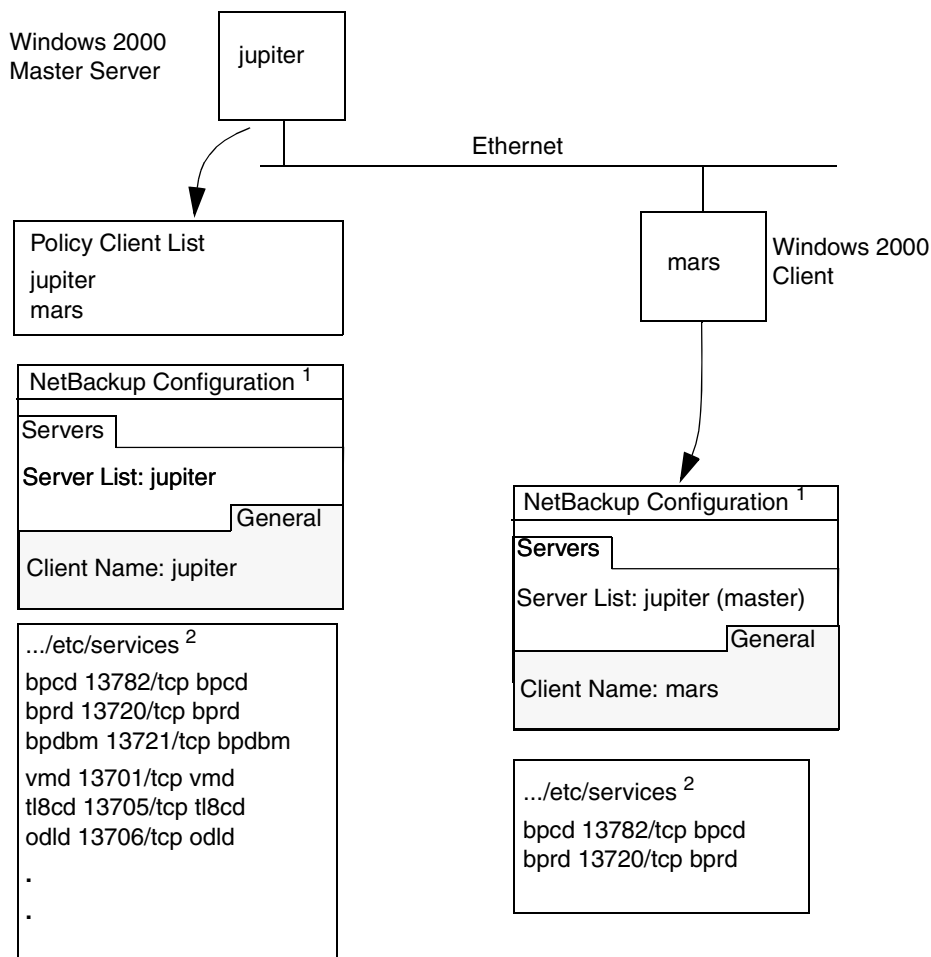 Windows 2000
Master Server
jupiter
Ethernet
Policy Client List
jupiter
mars
mars
Windows 2000
Client
NetBackup Configuration 1
Servers
Server List: jupiter
General
Client Name: jupiter
.../etc/services 2
bpcd 13782/tcp bpcd
bprd 13720/tcp bprd
bpdbm 13721/tcp bpdbm
vmd 13701/tcp vmd
tl8cd 13705/tcp tl8cd
odld 13706/tcp odld
.
.
NetBackup Configuration 1
Servers
Server List: jupiter (master)
General
Client Name: mars
.../etc/services 2
bpcd 13782/tcp bpcd
bprd 13720/tcp bprd